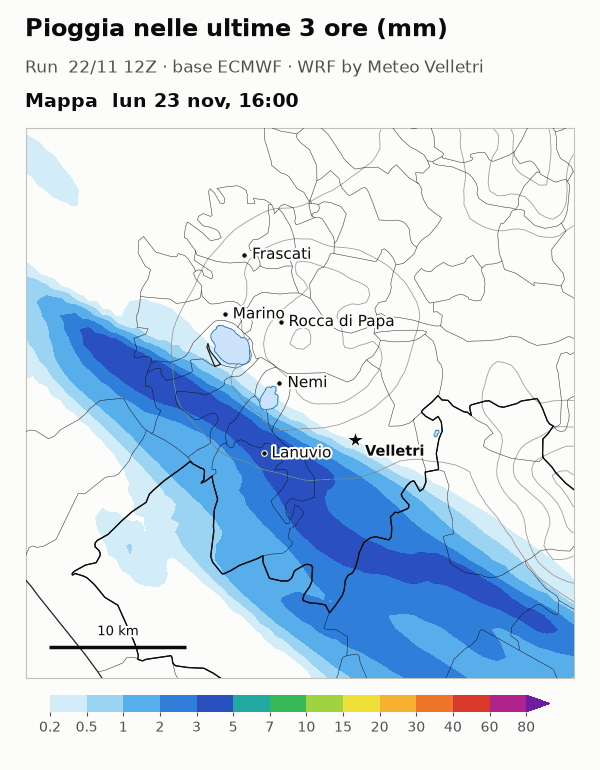 Pioggia nelle ultime 3 ore (mm)
Run 22/11 12Z · base ECMWF · WRF by Meteo Velletri
Mappa lun 23 nov, 16:00
Frascati
Marino
Rocca di Papa
Nemi
Velletri
Lanuvio
10 km
0.2 0.5 1 2 3 5 7 10 15 20 30 40 60 80